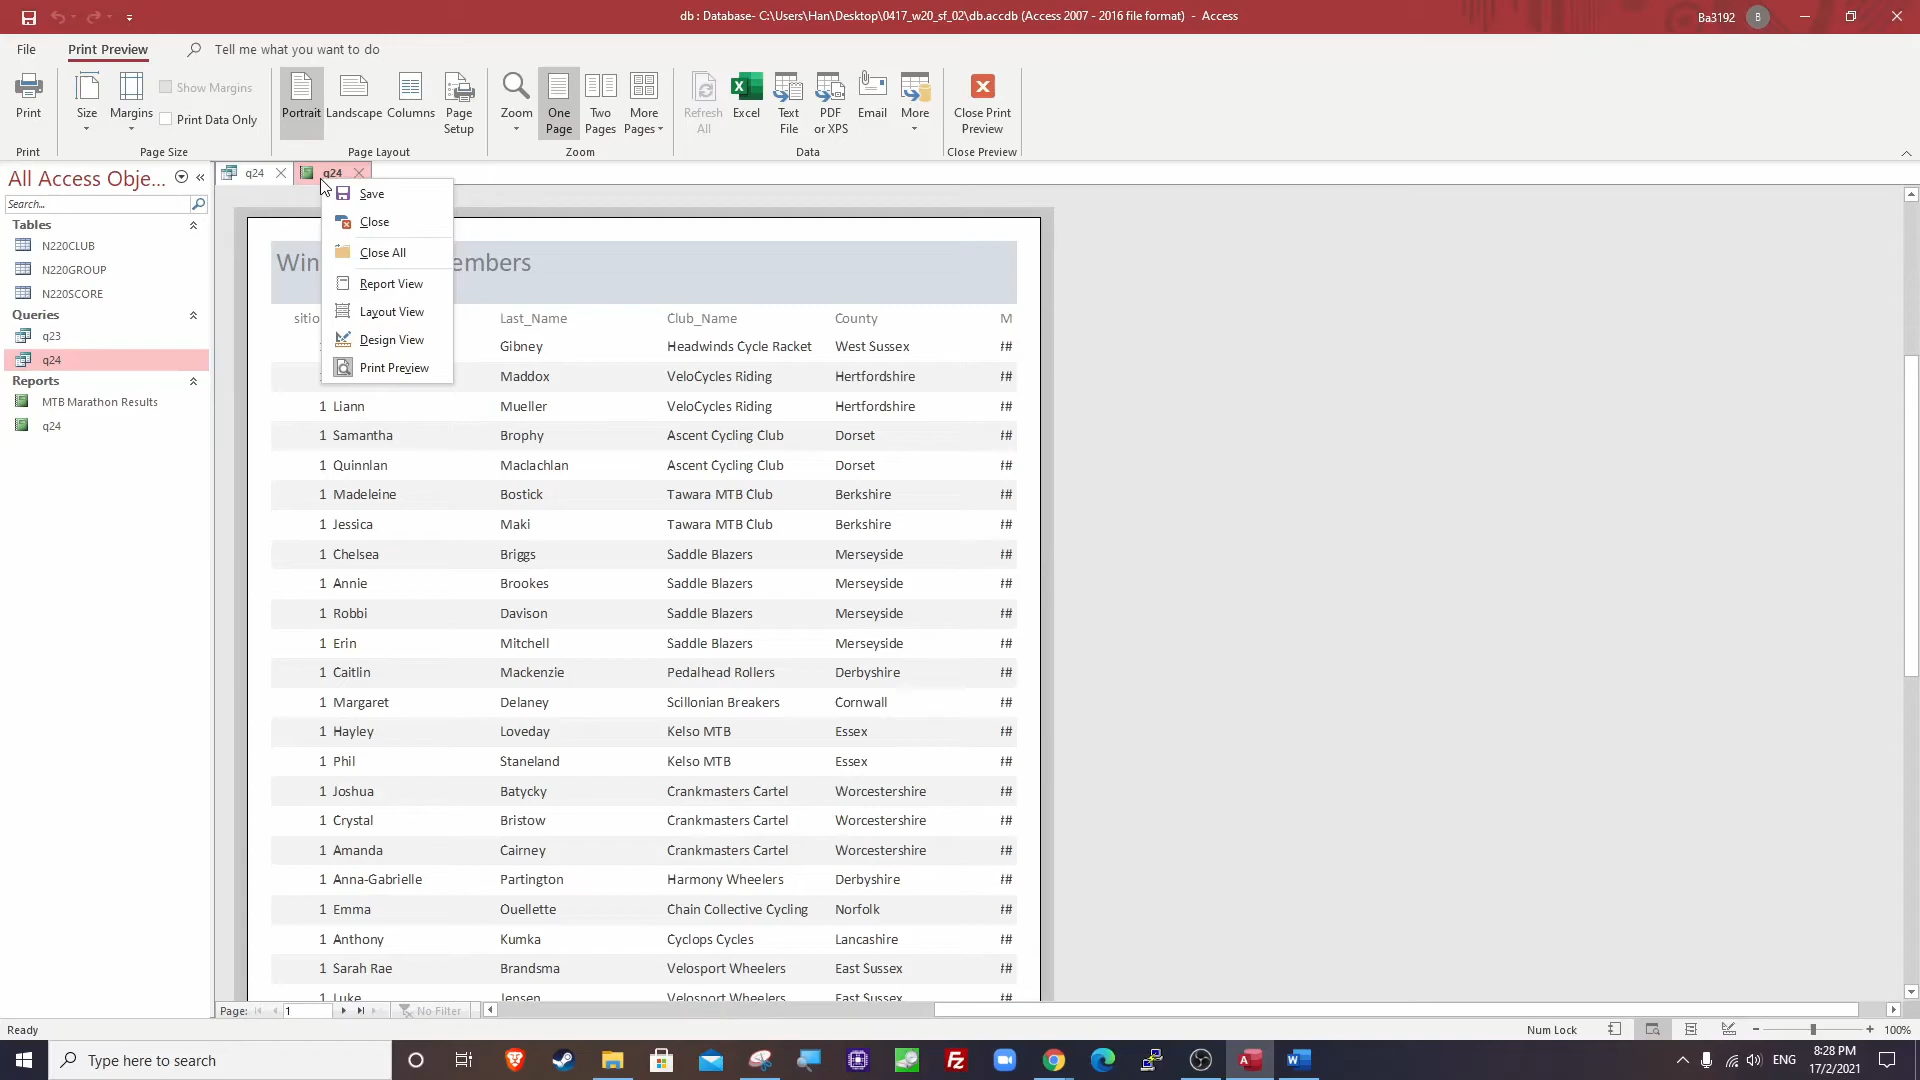 db : Database- C:\Users\Han\Desktop\0417_w20_sf_02\db.accdb (Access 2007 - 2016 file format) - Access
Ba3192
B
File
Print Preview
Tell me what you want to do
Print
Size
Margins
Show Margins
Print Data Only
Portrait
Landscape
Columns
Page Setup
Zoom
One Page
Two Pages
More Pages
Refresh All
Excel
Text File
PDF or XPS
Email
More
Close Print Preview
Print
Page Size
Page Layout
Zoom
Data
Close Preview
All Access Obje...
Search...
Tables
N220CLUB
N220GROUP
N220SCORE
Queries
q23
q24
Reports
MTB Marathon Results
q24
q24
q24
Save
Close
Close All
Report View
Layout View
Design View
Print Preview
Win embers
sitio Last_Name Club_Name County M
Gibney Headwinds Cycle Racket West Sussex ##
Maddox VeloCycles Riding Hertfordshire ##
1 Liann Mueller VeloCycles Riding Hertfordshire ##
1 Samantha Brophy Ascent Cycling Club Dorset ##
1 Quinnlan Maclachlan Ascent Cycling Club Dorset ##
1 Madeleine Bostick Tawara MTB Club Berkshire ##
1 Jessica Maki Tawara MTB Club Berkshire ##
1 Chelsea Briggs Saddle Blazers Merseyside ##
1 Annie Brookes Saddle Blazers Merseyside ##
1 Robbi Davison Saddle Blazers Merseyside ##
1 Erin Mitchell Saddle Blazers Merseyside ##
1 Caitlin Mackenzie Pedalhead Rollers Derbyshire ##
1 Margaret Delaney Scillonian Breakers Cornwall ##
1 Hayley Loveday Kelso MTB Essex ##
1 Phil Staneland Kelso MTB Essex ##
1 Joshua Batycky Crankmasters Cartel Worcestershire ##
1 Crystal Bristow Crankmasters Cartel Worcestershire ##
1 Amanda Cairney Crankmasters Cartel Worcestershire ##
1 Anna-Gabrielle Partington Harmony Wheelers Derbyshire ##
1 Emma Ouellette Chain Collective Cycling Norfolk ##
1 Anthony Kumka Cyclops Cycles Lancashire ##
1 Sarah Rae Brandsma Velosport Wheelers East Sussex ##
1 Luke Jensen Velosport Wheelers East Sussex ##
Page: 1
No Filter
Ready
Num Lock
100%
Type here to search
ENG
8:28 PM
17/2/2021